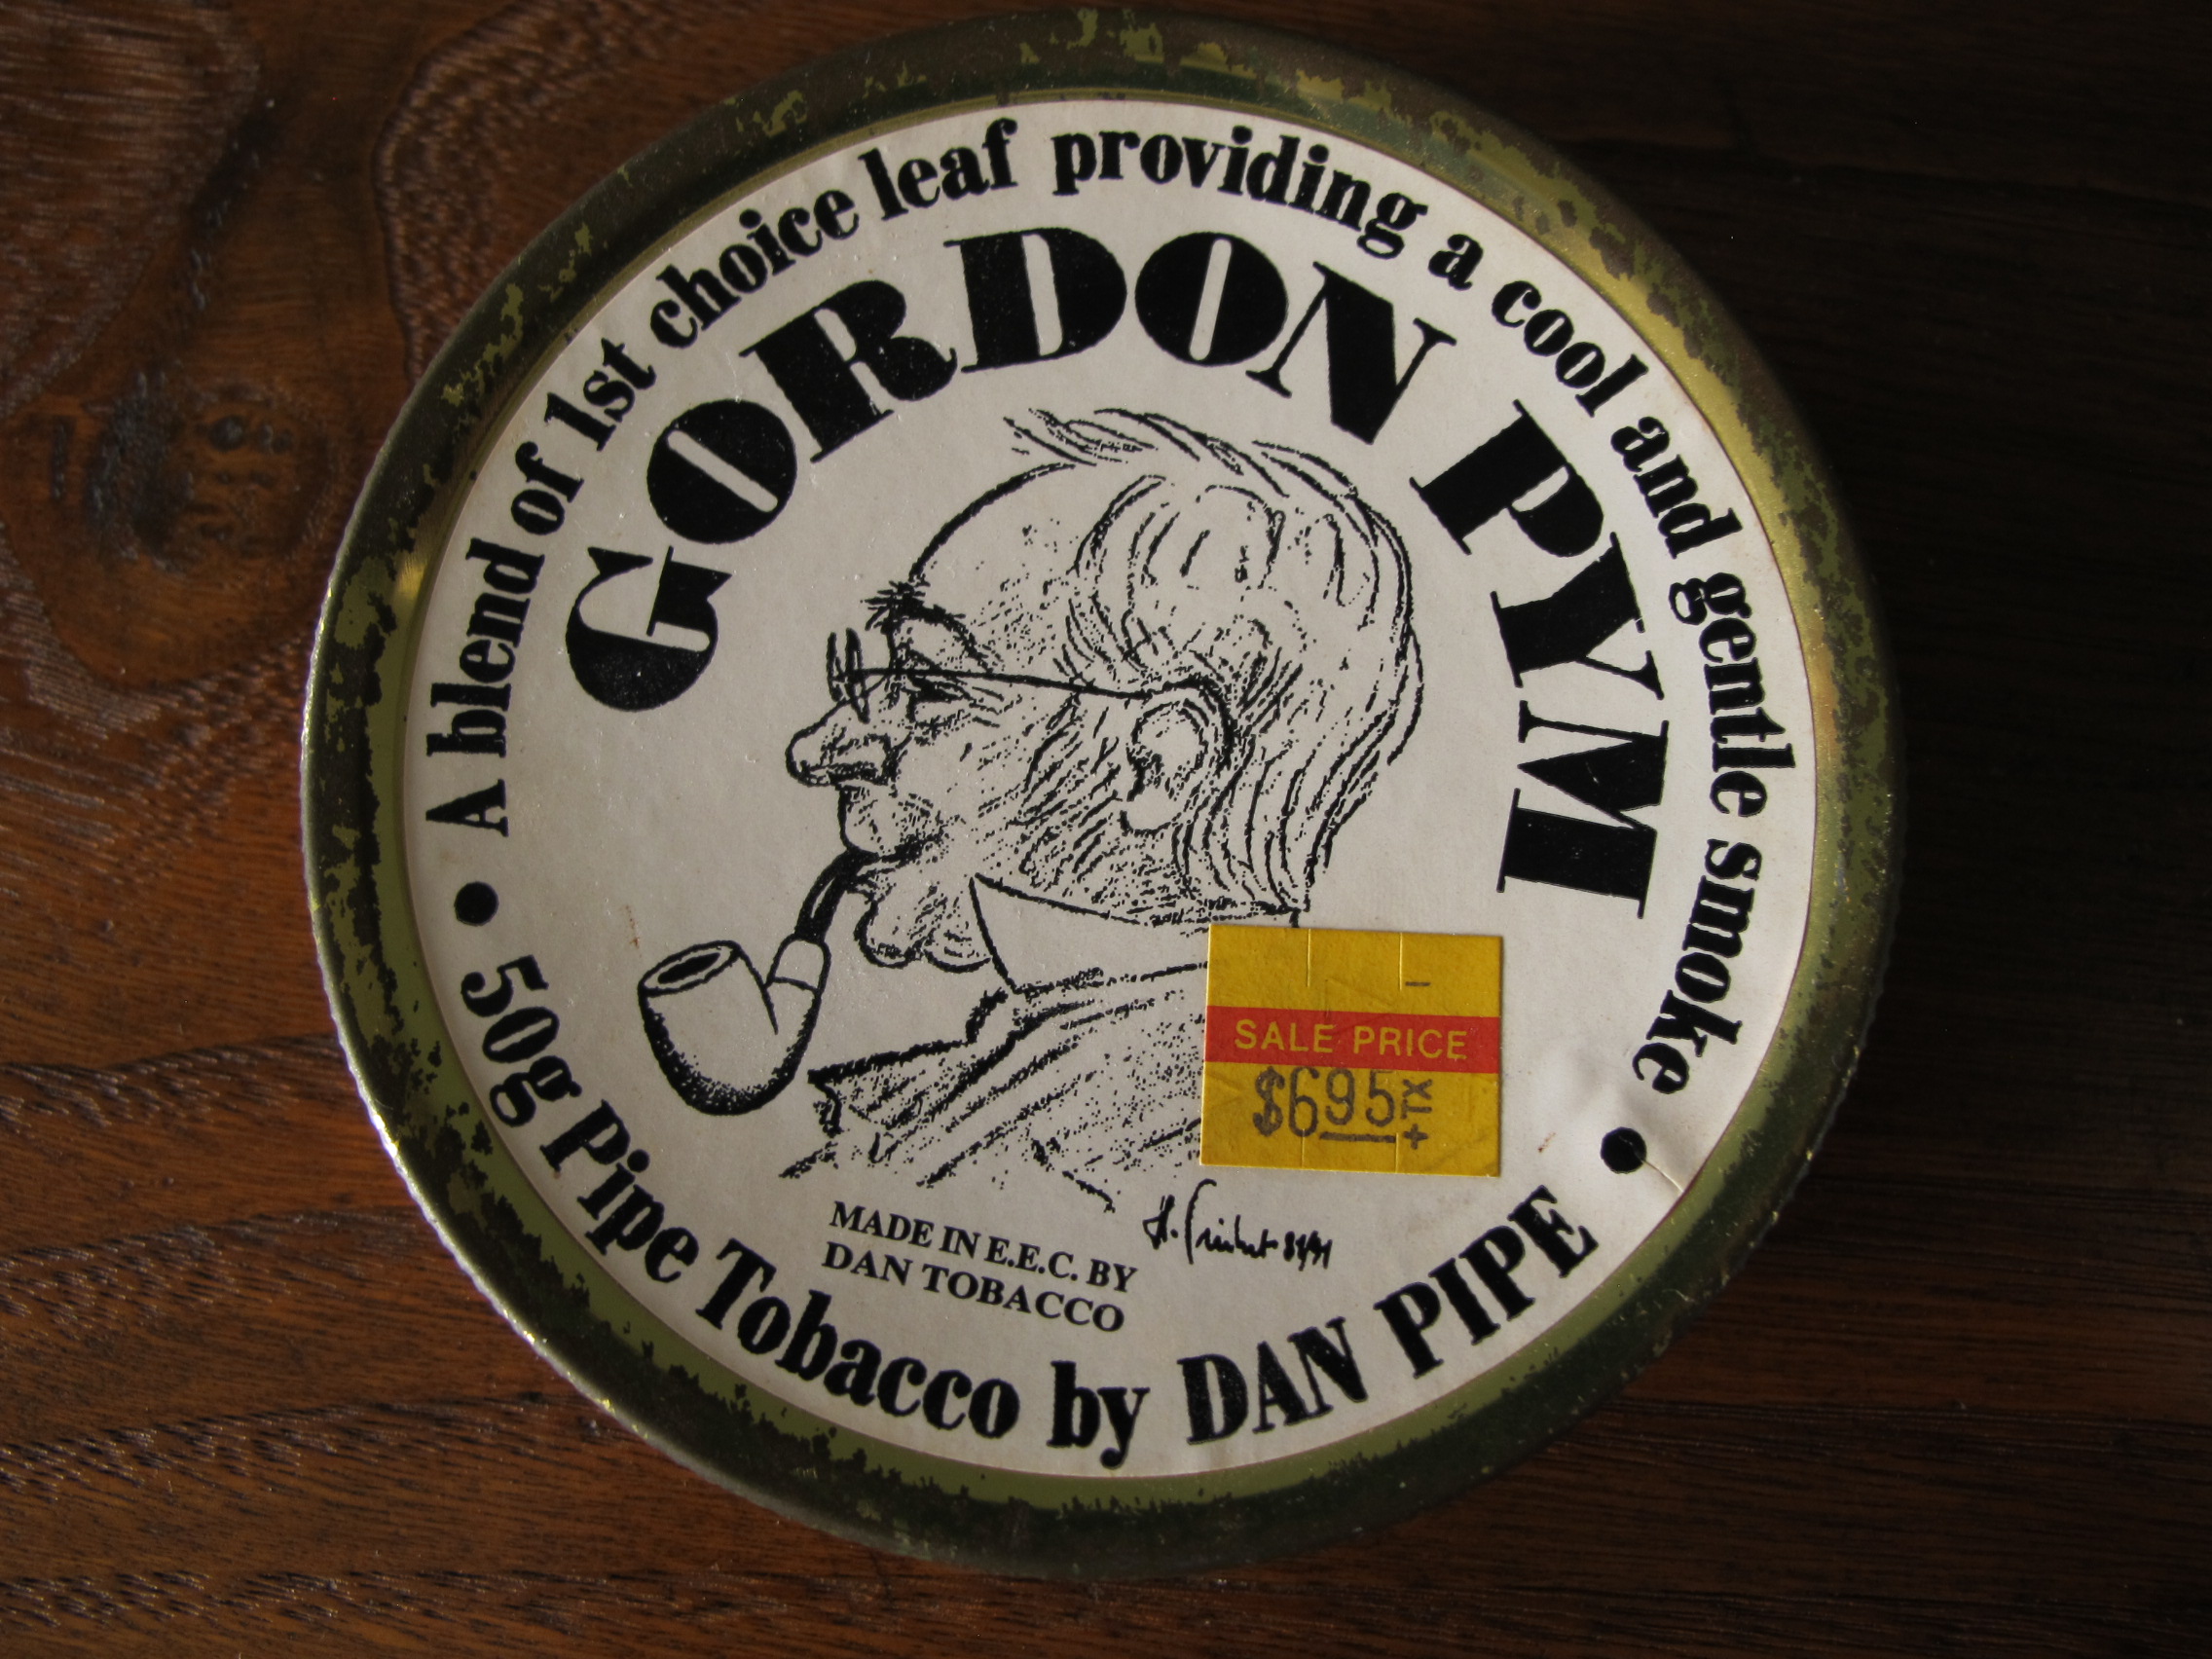 A blend of 1st choice leaf providing a cool and gentle smoke
GORDON PYM
SALE PRICE
$6.95
+TX
MADE IN E.E.C. BY
DAN TOBACCO
• 50g Pipe Tobacco by DAN PIPE •